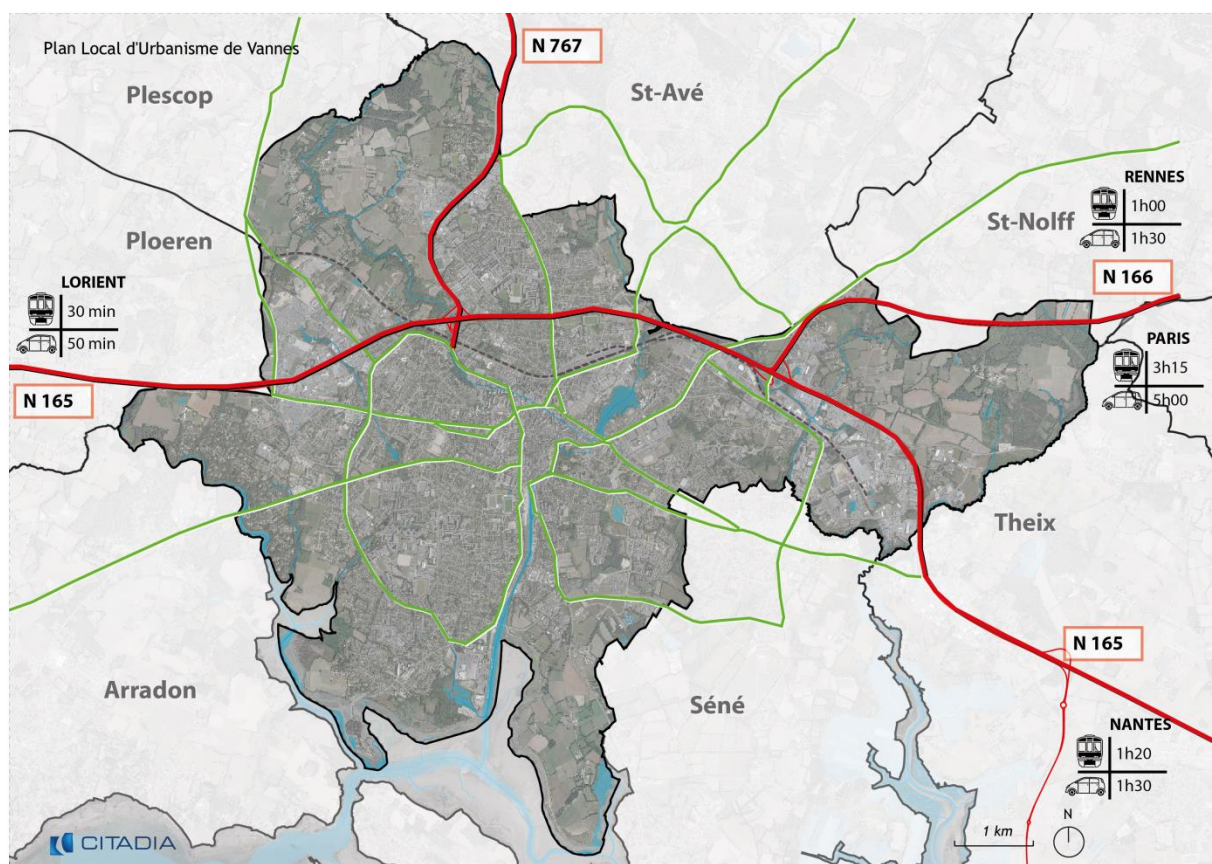 Plan Local d'Urbanisme de Vannes
N 767
Plescop
St-Avé
RENNES
1h00
1h30
St-Nolff
Ploeren
LORIENT
30 min
50 min
N 166
PARIS
3h15
5h00
N 165
Theix
N 165
Arradon
Séné
NANTES
1h20
1h30
N
1 km
CITADIA